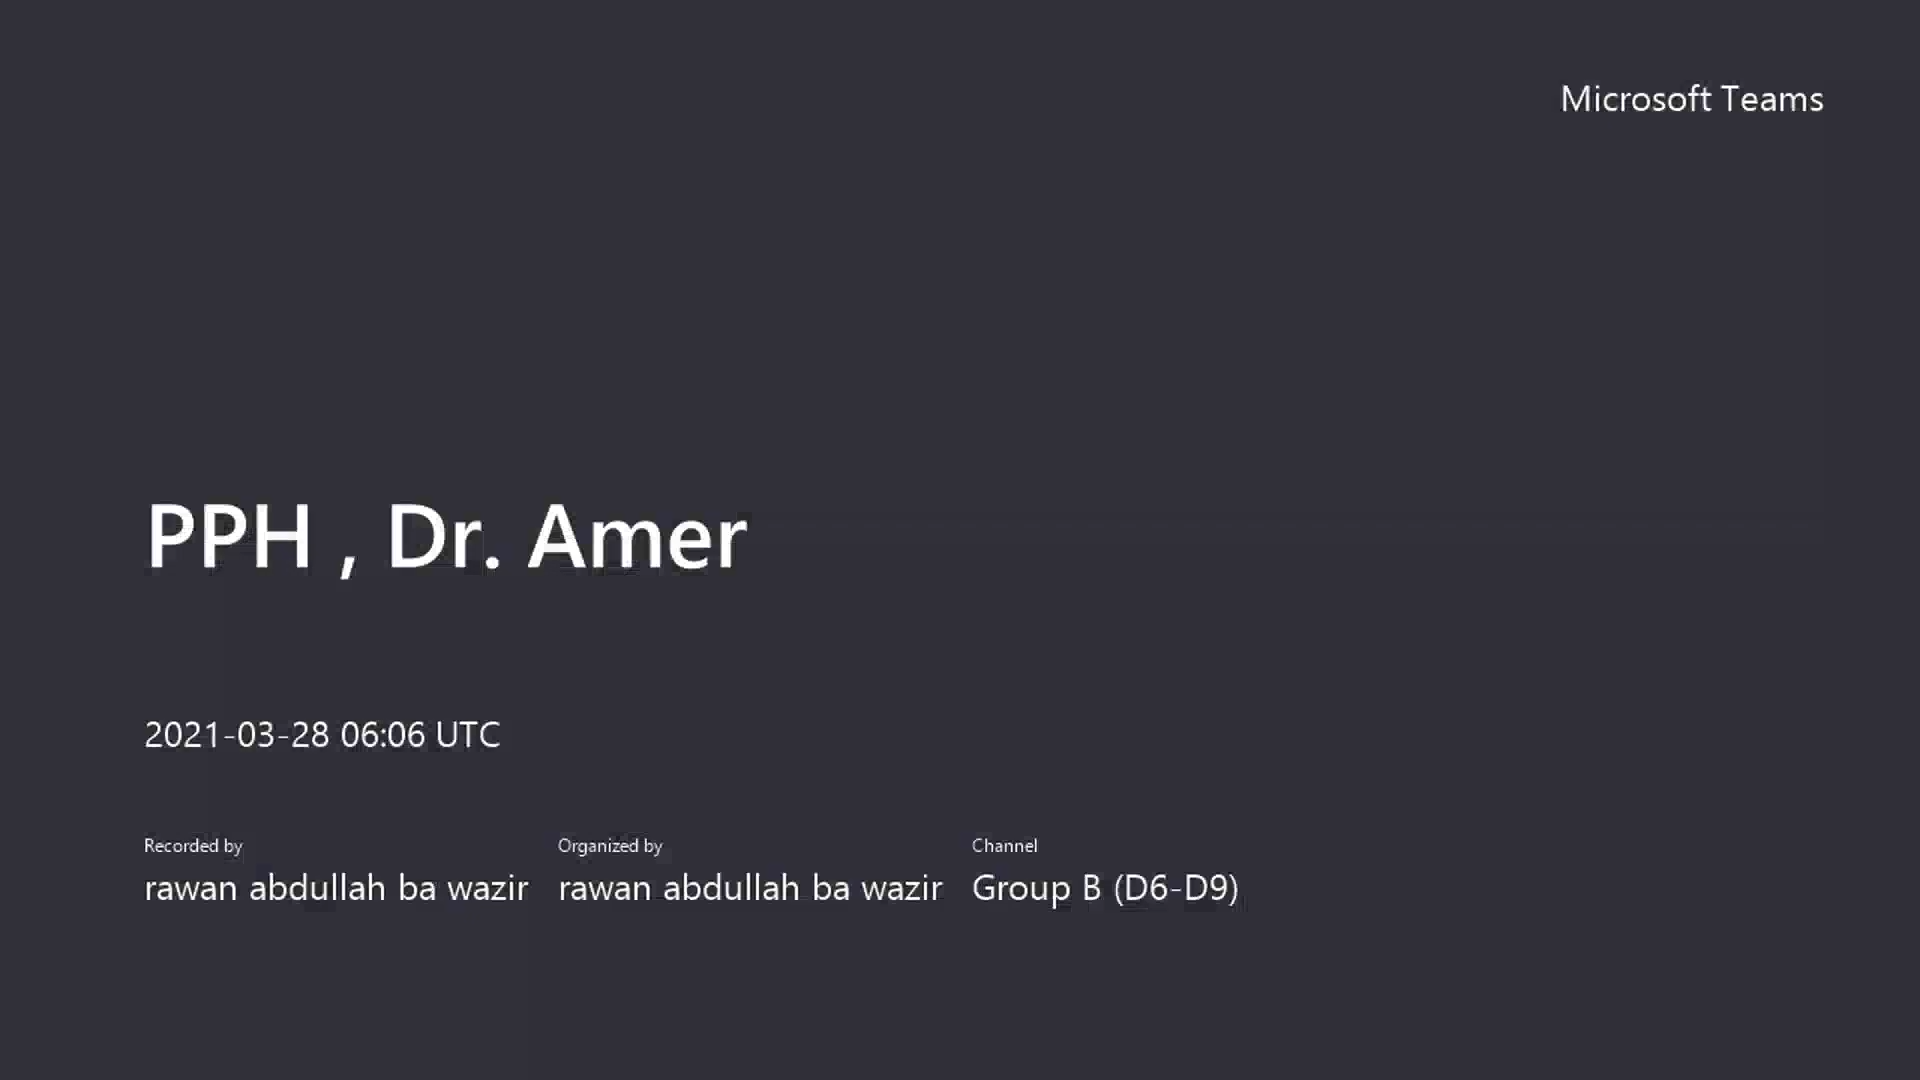 Microsoft Teams
PPH , Dr. Amer
2021-03-28 06:06 UTC
Recorded by
rawan abdullah ba wazir
Organized by
rawan abdullah ba wazir
Channel
Group B (D6-D9)